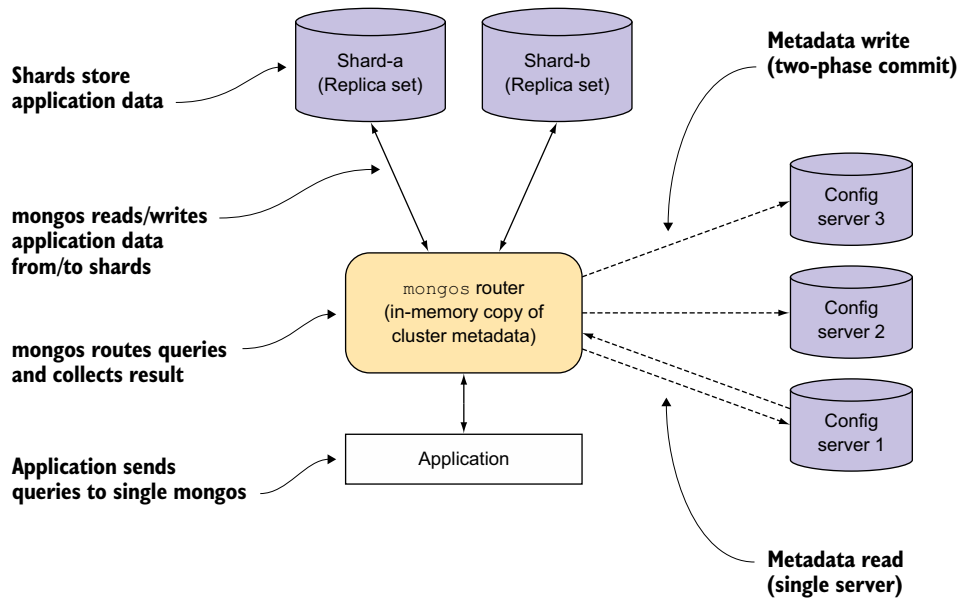 Shard-a
(Replica set)
Shard-b
(Replica set)
Metadata write
(two-phase commit)
Shards store
application data
Config
server 3
mongos reads/writes
application data
from/to shards
mongos router
(in-memory copy of
cluster metadata)
Config
server 2
mongos routes queries
and collects result
Config
server 1
Application
Application sends
queries to single mongos
Metadata read
(single server)